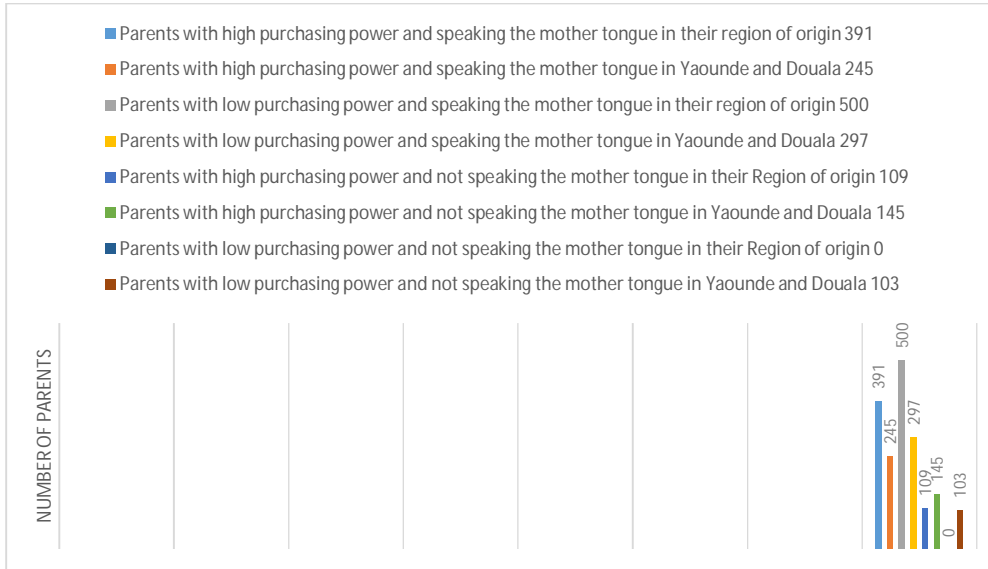 Parents with high purchasing power and speaking the mother tongue in their region of origin 391
Parents with high purchasing power and speaking the mother tongue in Yaounde and Douala 245
Parents with low purchasing power and speaking the mother tongue in their region of origin 500
Parents with low purchasing power and speaking the mother tongue in Yaounde and Douala 297
Parents with high purchasing power and not speaking the mother tongue in their Region of origin 109
Parents with high purchasing power and not speaking the mother tongue in Yaounde and Douala 145
Parents with low purchasing power and not speaking the mother tongue in their Region of origin 0
Parents with low purchasing power and not speaking the mother tongue in Yaounde and Douala 103
NUMBER OF PARENTS
391
245
500
297
109
145
0
103